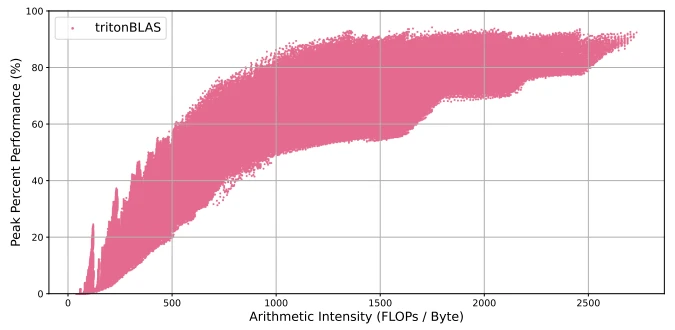 100
80
60
40
20
0
Peak Percent Performance (%)
tritonBLAS
0 500 1000 1500 2000 2500
Arithmetic Intensity (FLOPs / Byte)